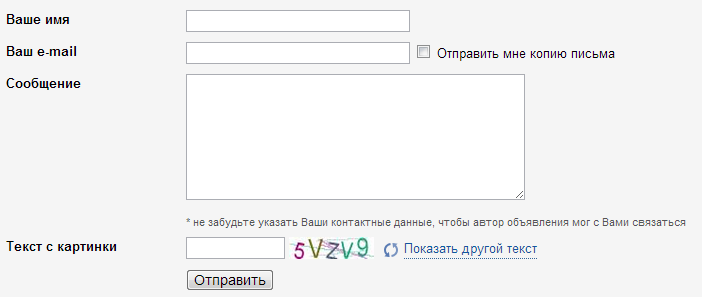 Ваше имя
Ваш e-mail Отправить мне копию письма
Сообщение
* не забудьте указать Ваши контактные данные, чтобы автор объявления мог с Вами связаться
Текст с картинки 5VZV9 Показать другой текст
Отправить